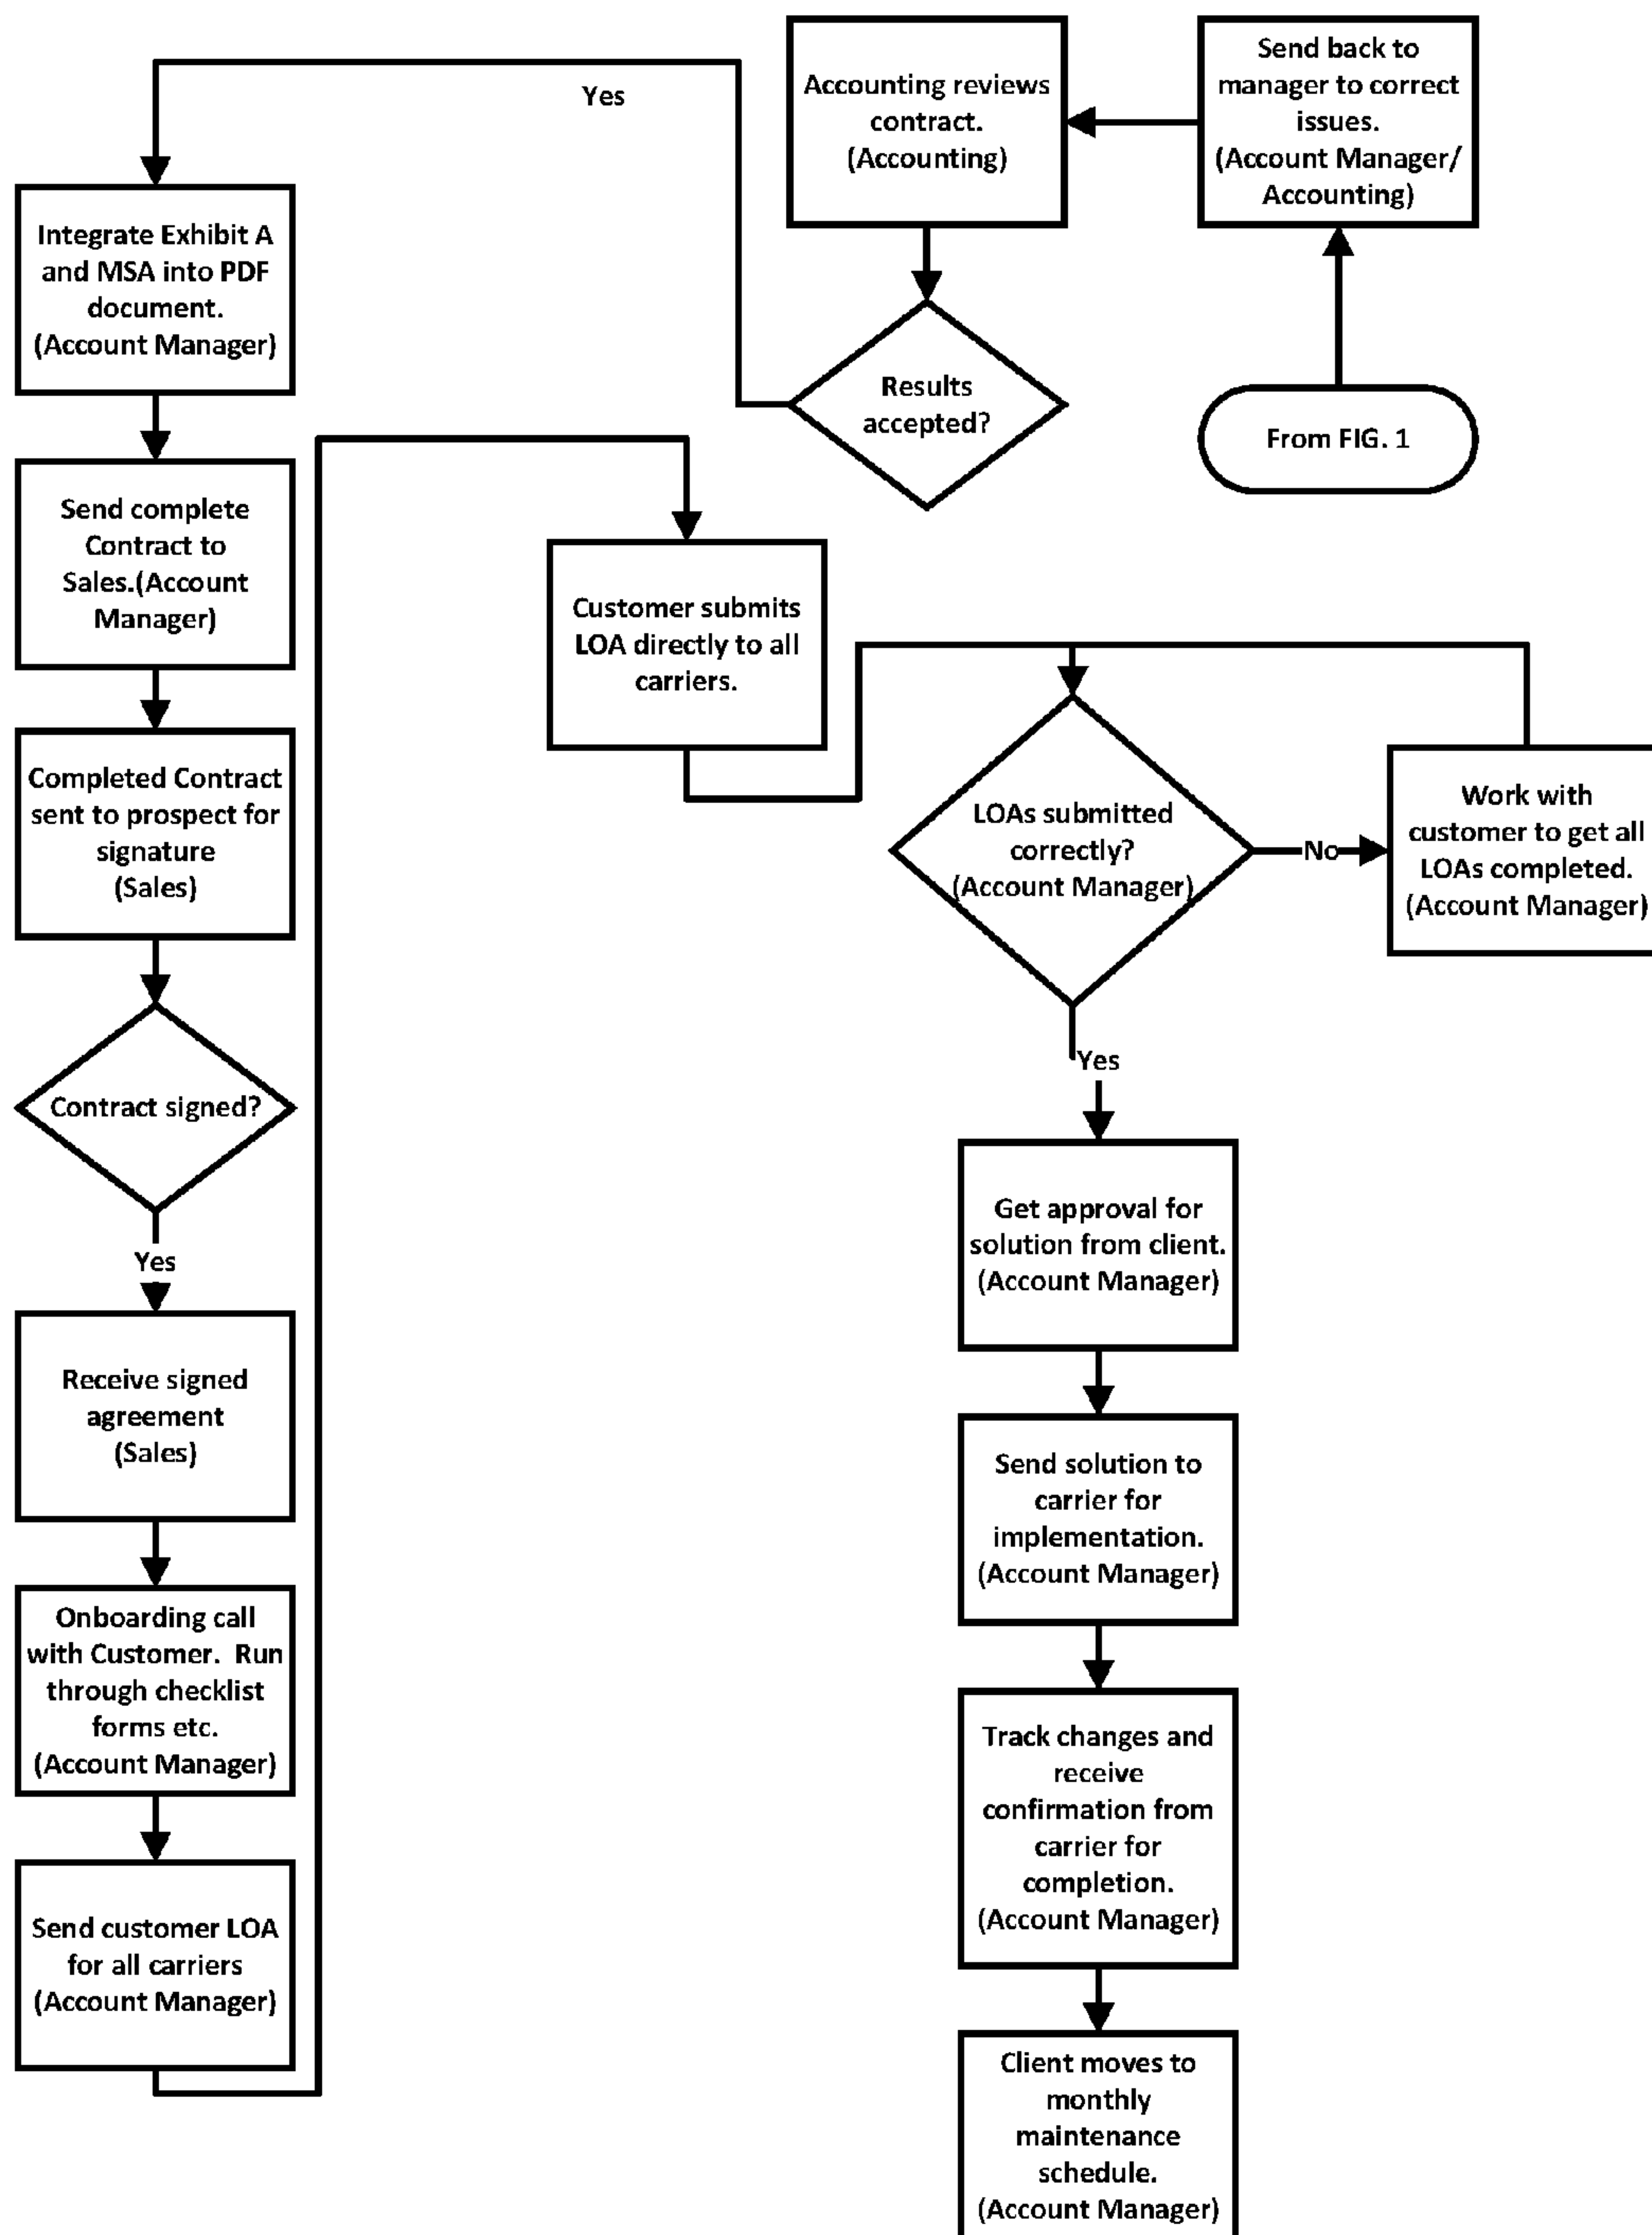 Send back to
manager to correct
issues.
(Account Manager/
Accounting)
Accounting reviews
contract.
(Accounting)
From FIG. 1
Results
accepted?
Yes
Integrate Exhibit A
and MSA into PDF
document.
(Account Manager)
Send complete
Contract to
Sales.(Account
Manager)
Completed Contract
sent to prospect for
signature
(Sales)
Contract signed?
Yes
Receive signed
agreement
(Sales)
Onboarding call
with Customer.  Run
through checklist
forms etc.
(Account Manager)
Send customer LOA
for all carriers
(Account Manager)
Customer submits
LOA directly to all
carriers.
LOAs submitted
correctly?
(Account Manager)
No
Work with
customer to get all
LOAs completed.
(Account Manager)
Yes
Get approval for
solution from client.
(Account Manager)
Send solution to
carrier for
implementation.
(Account Manager)
Track changes and
receive
confirmation from
carrier for
completion.
(Account Manager)
Client moves to
monthly
maintenance
schedule.
(Account Manager)